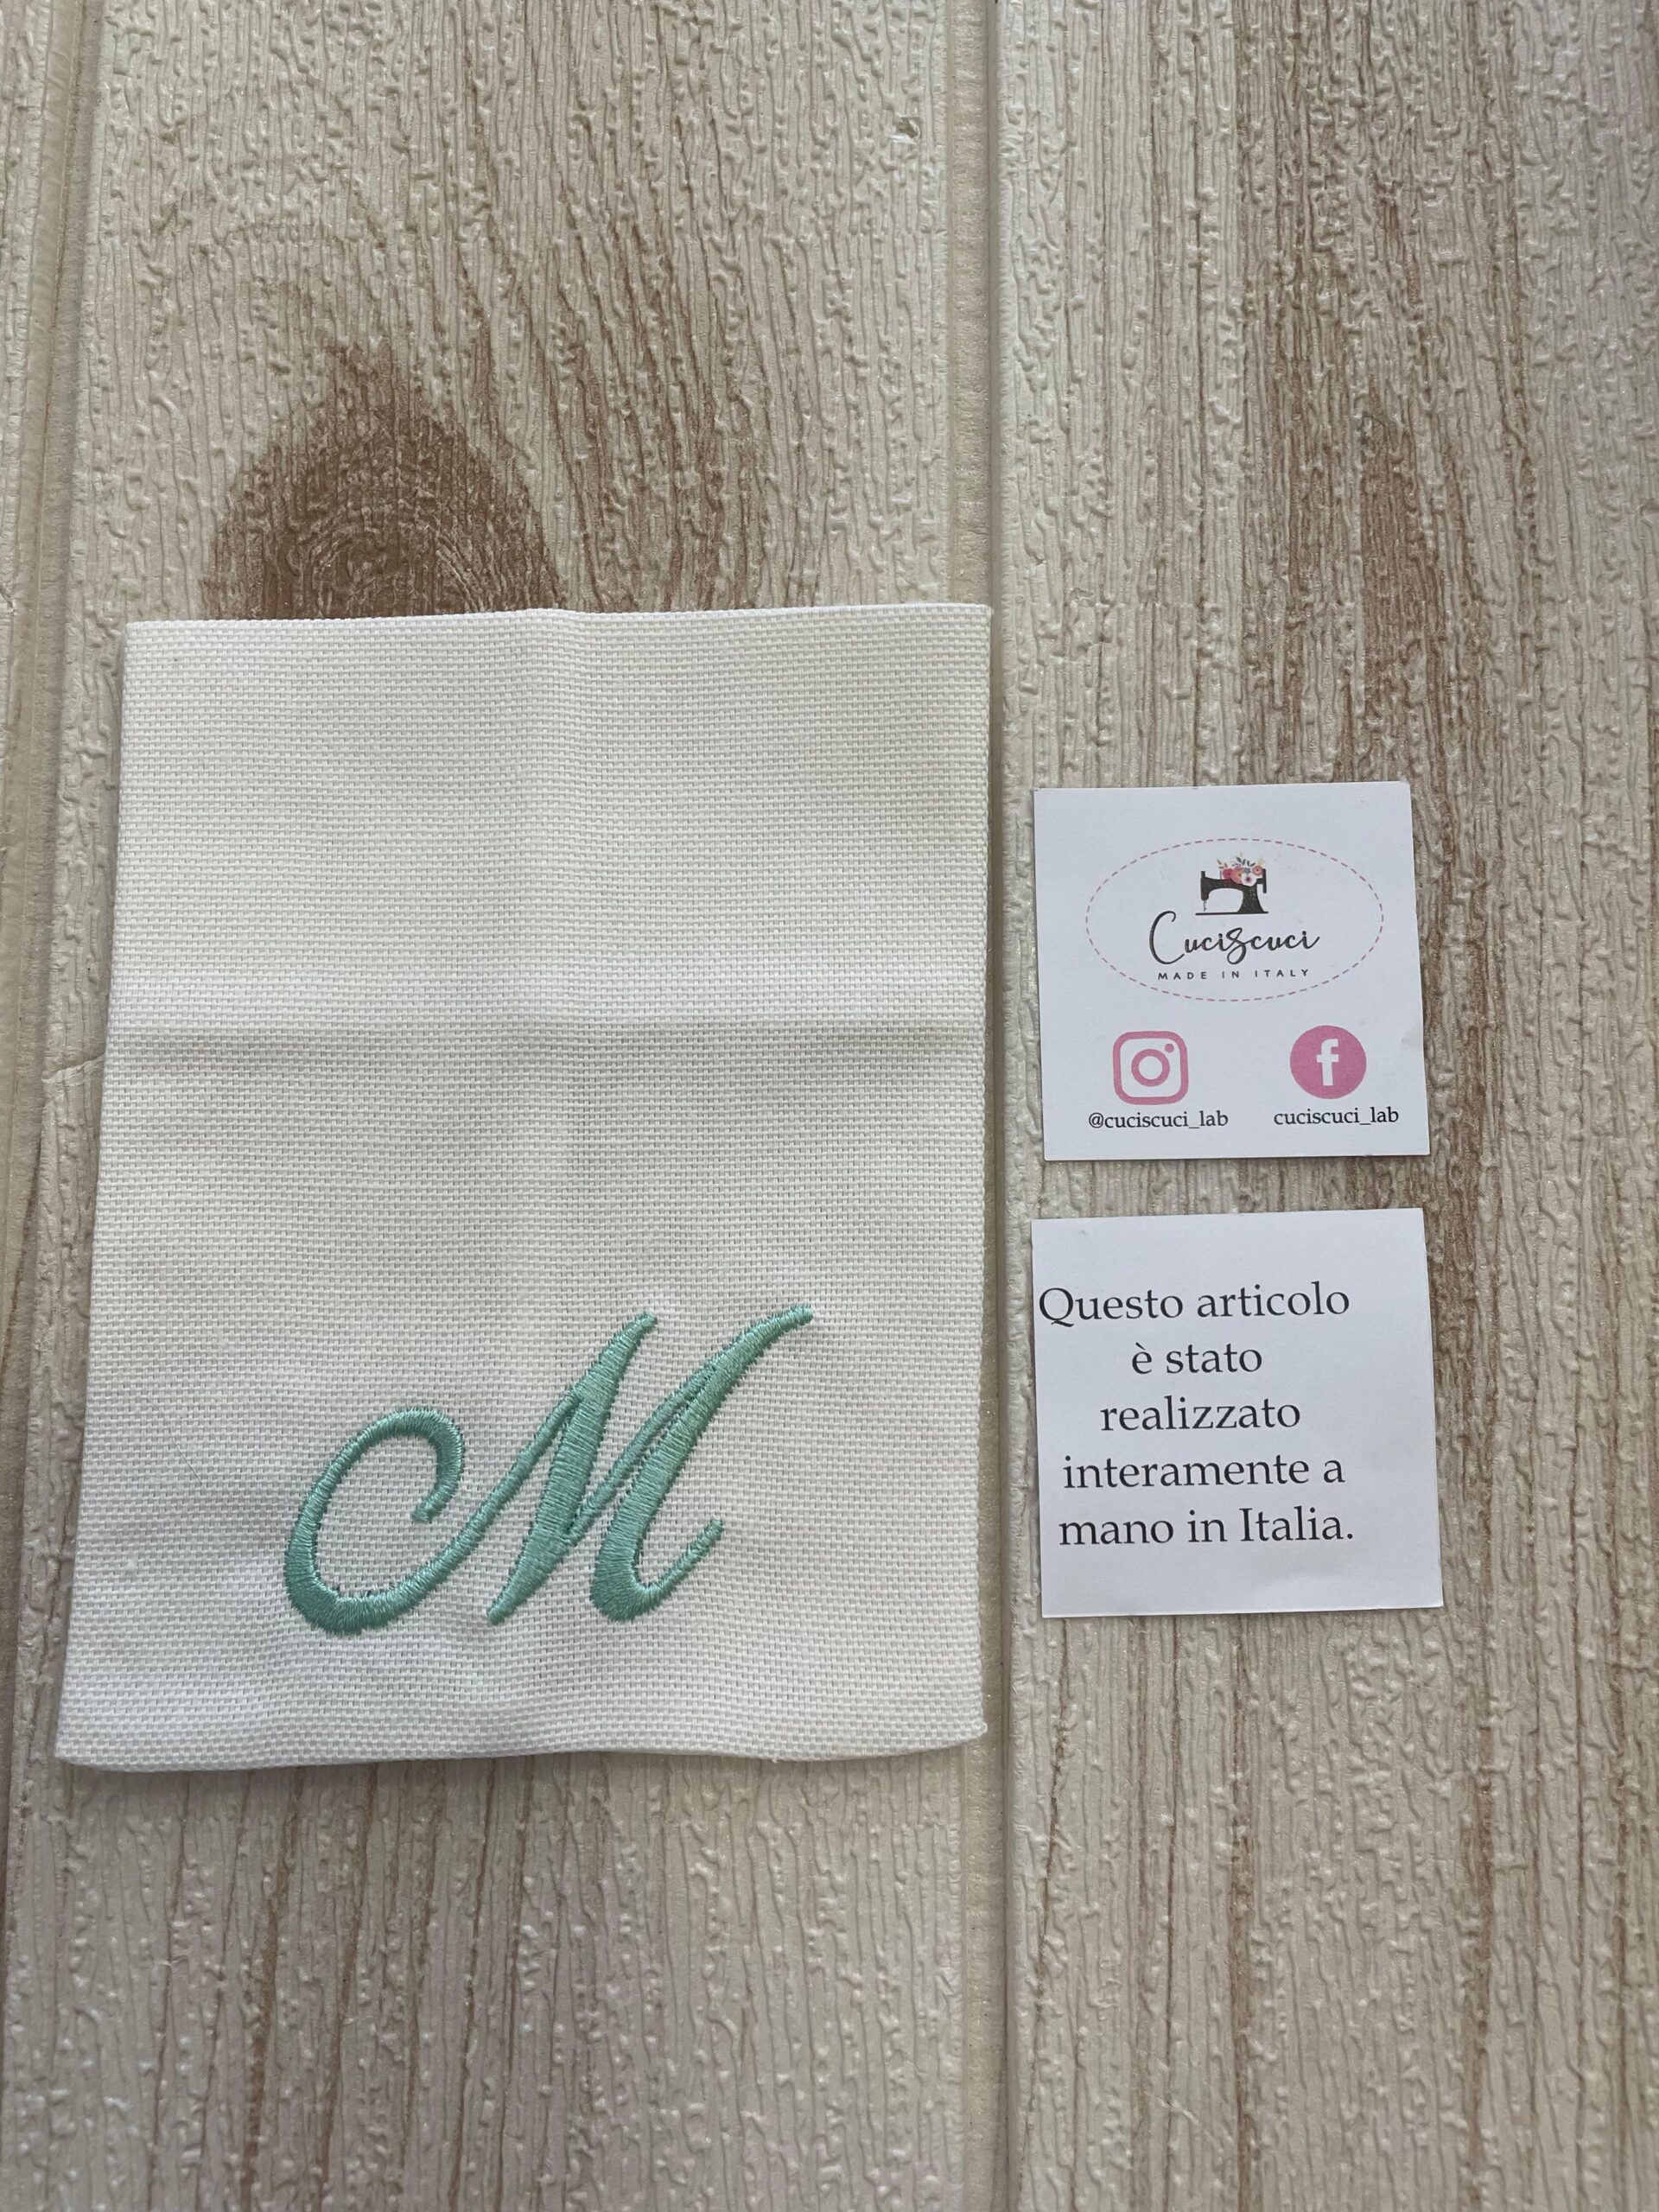 M
Cuciscuci
MADE IN ITALY
@cuciscuci_lab
cuciscuci_lab
Questo articolo
è stato
realizzato
interamente a
mano in Italia.